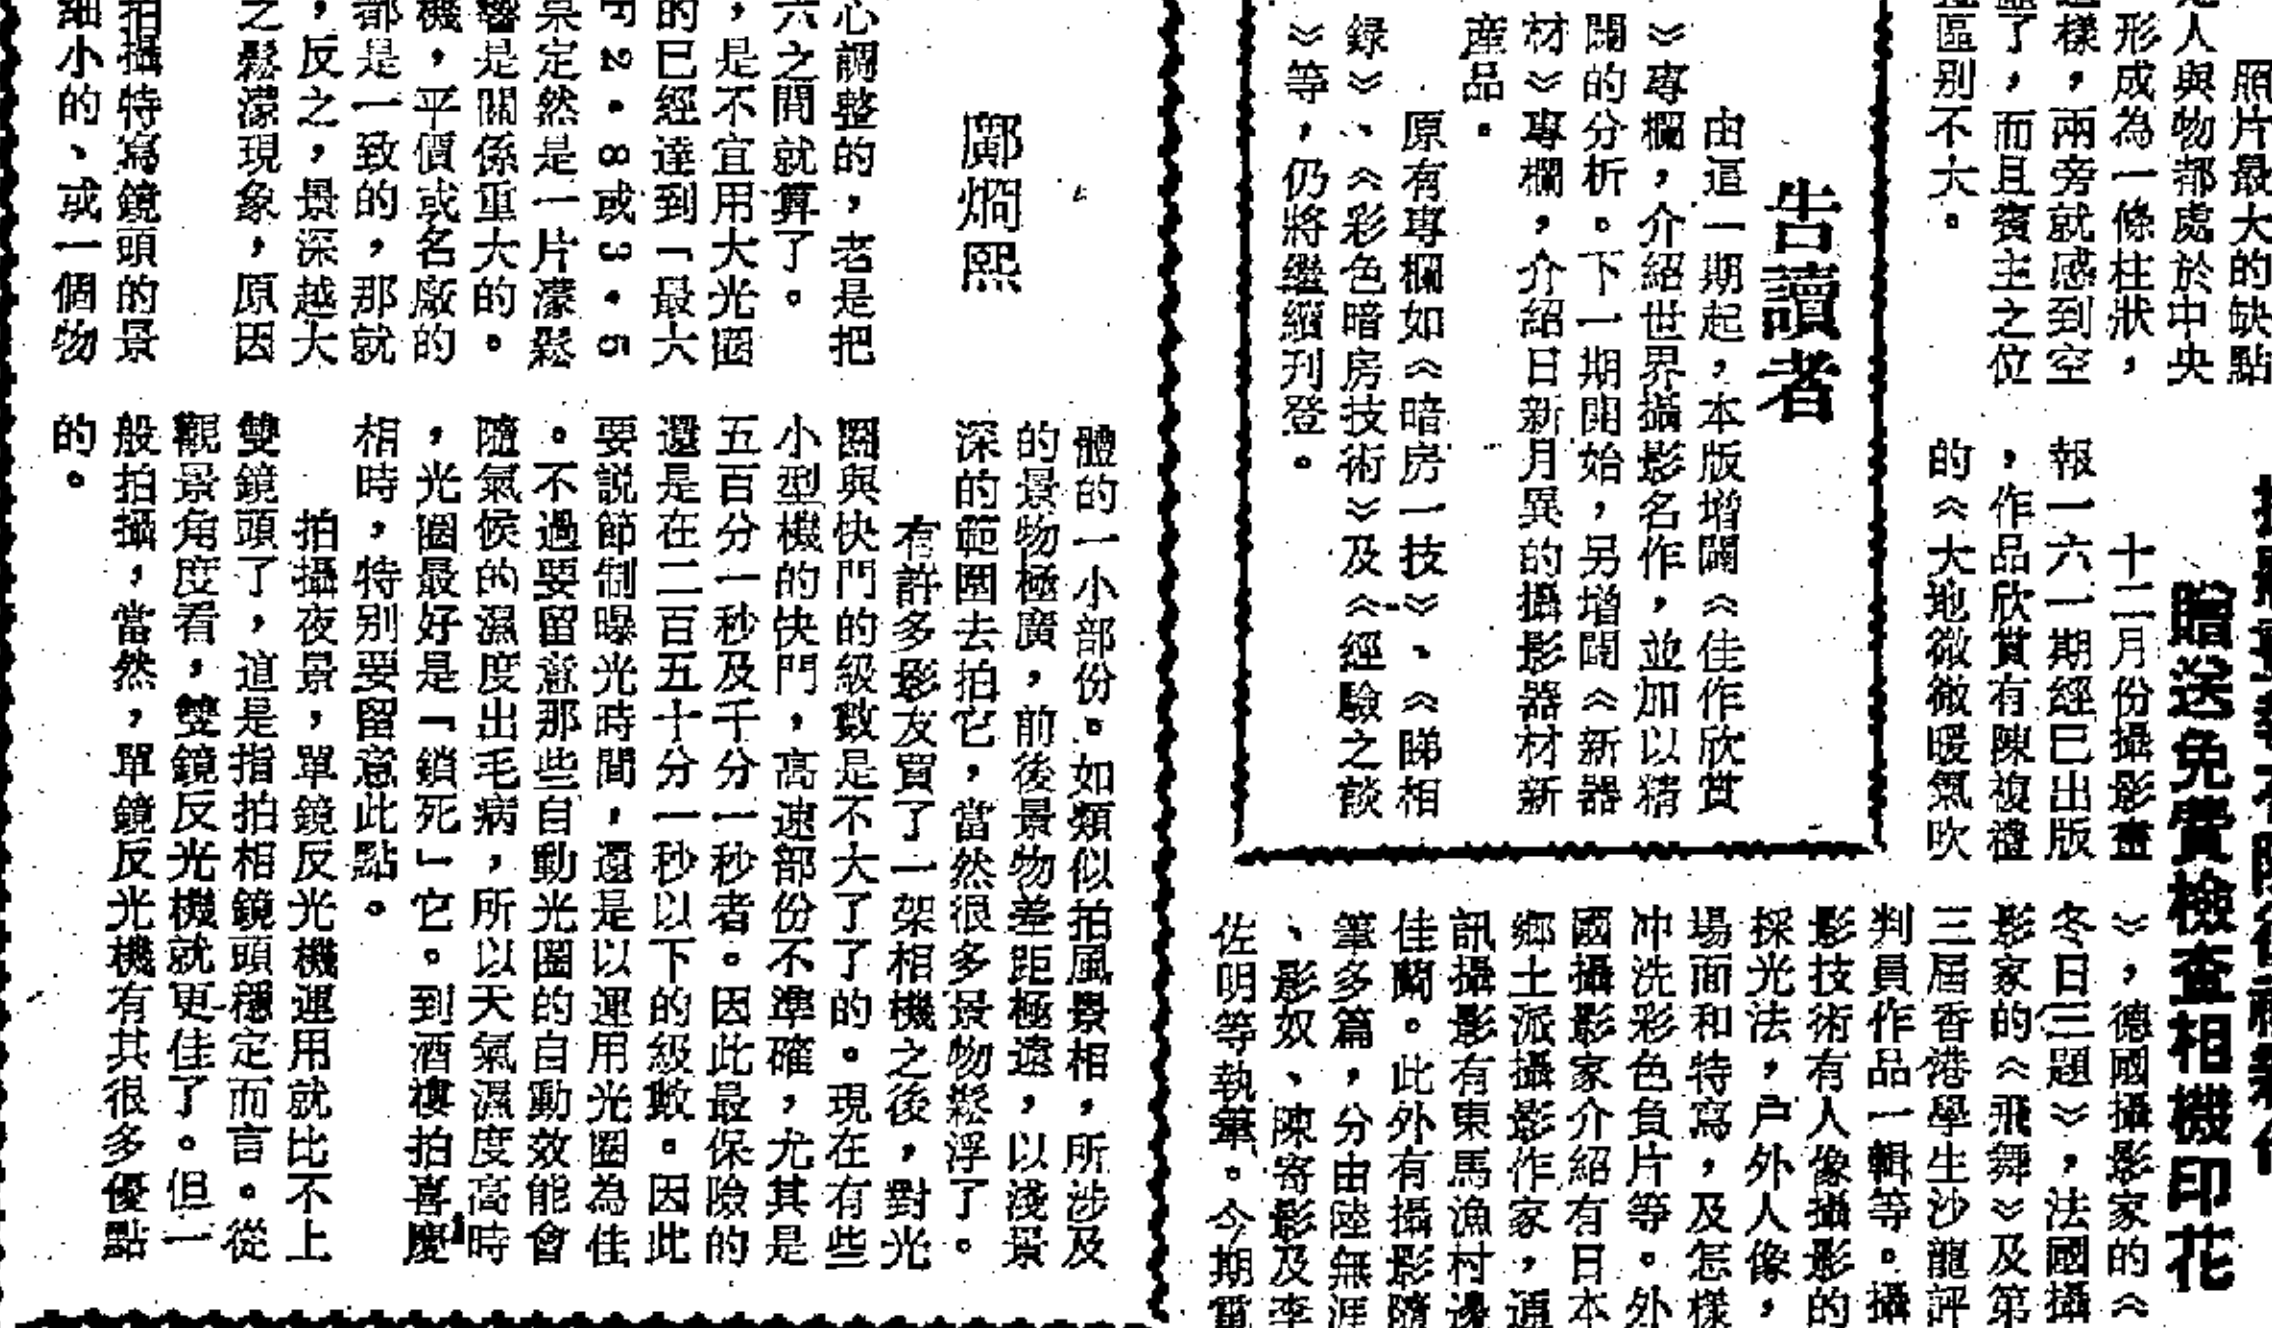 照片最大的缺點
人與物都處於中央
形成為一條柱狀，
樣，兩旁就感到空
了，而且賓主之位
區别不大。
贈送免費檢查相機印花
十二月份攝影畫
報一六一期經已出版
，作品欣賞有陳複禮
的《大地微微暖氣吹
》，德國攝影家的《
冬日三題》，法國攝
影家的《飛舞》及第
三屆香港學生沙龍評
判員作品一輯等。攝
影技術有人像攝影的
採光法，户外人像，
場面和特寫，及怎樣
冲洗彩色負片等。外
國攝影家介紹有日本
鄉土派攝影作家，通
訊攝影有東馬漁村邊
佳蘭。此外有攝影隨
筆多篇，分由陸無涯
、影奴、陳寄影及李
佐明等執筆。今期實
告讀者
由這一期起，本版增闢《佳作欣賞
》專欄，介紹世界攝影名作，並加以精
闢的分析。下一期開始，另增闢《新器
材》專欄，介紹日新月異的攝影器材新
産品。
原有專欄如《暗房一技》、《睇相
錄》、《彩色暗房技術》及《經驗之談
》等，仍將繼續刊登。
鄺烱熙
心調整的，老是把
六之間就算了。
，是不宜用大光圈
的已經達到「最大
F2．8或3．5
杲定然是一片濛鬆
響是關係重大的。
機，平價或名廠的
都是一致的，那就
，反之，景深越大
之鬆濛現象，原因
拍攝特寫鏡頭的景
細小的、或一個物
體的一小部份。如類似拍風景相，所涉及
的景物極廣，前後景物差距極遠，以淺景
深的範圍去拍它，當然很多景物鬆浮了。
有許多影友買了一架相機之後，對光
圈與快門的級數是不大了了的。現在有些
小型機的快門，高速部份不準確，尤其是
五百分一秒及千分一秒者。因此最保險的
還是在二百五十分一秒以下的級數。因此
要説節制曝光時間，還是以運用光圈為佳
。不過要留意那些自動光圈的自動效能會
隨氣候的濕度出毛病，所以天氣濕度高時
，光圈最好是「鎖死」它。到酒樓拍喜慶
相時，特别要留意此點。
拍攝夜景，單鏡反光機運用就比不上
雙鏡頭了，這是指拍相鏡頭穩定而言。從
觀景角度看，雙鏡反光機就更佳了。但一
般拍攝，當然，單鏡反光機有其很多優點
的。